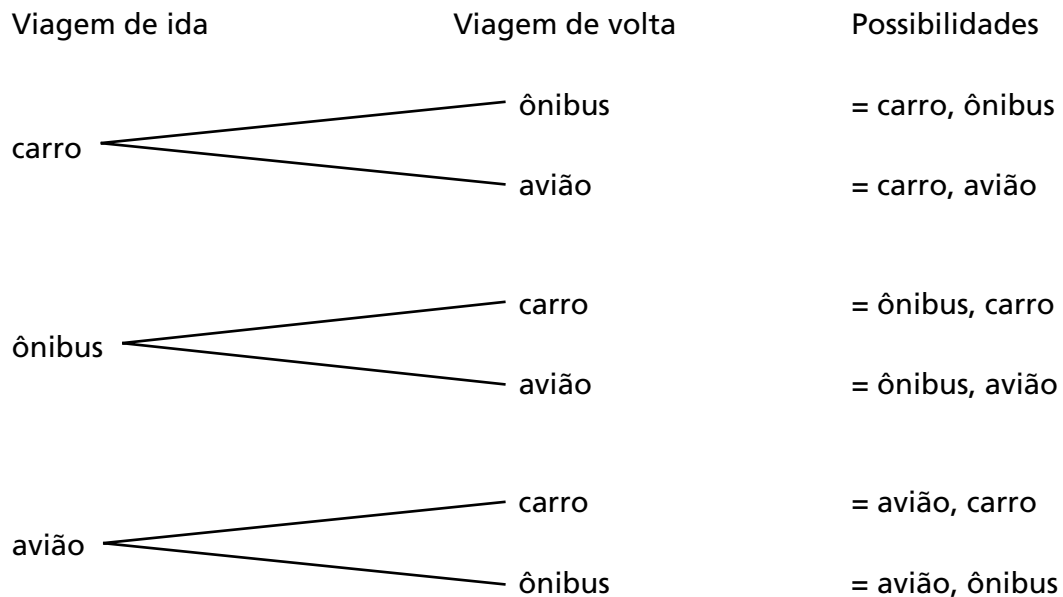 Viagem de ida Viagem de volta Possibilidades
ônibus = carro, ônibus
carro
avião = carro, avião
carro = ônibus, carro
ônibus
avião = ônibus, avião
carro = avião, carro
avião
ônibus = avião, ônibus